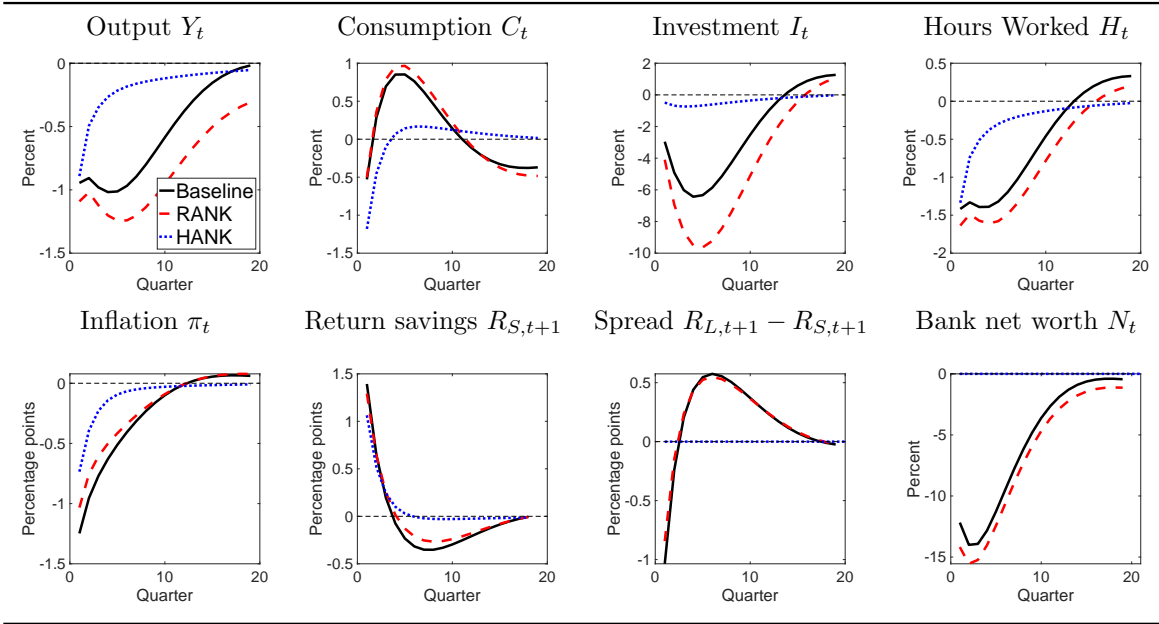 Output Y_t
Consumption C_t
Investment I_t
Hours Worked H_t
Percent
0
-0.5
-1
-1.5
0
10
20
Quarter
Baseline
RANK
HANK
Percent
1
0.5
0
-0.5
-1
-1.5
0
10
20
Quarter
Percent
2
0
-2
-4
-6
-8
-10
0
10
20
Quarter
Percent
0.5
0
-0.5
-1
-1.5
-2
0
10
20
Quarter
Inflation π_t
Return savings R_{S,t+1}
Spread R_{L,t+1} − R_{S,t+1}
Bank net worth N_t
Percentage points
0
-0.5
-1
-1.5
0
10
20
Quarter
Percentage points
1.5
1
0.5
0
0.5
0
10
20
Quarter
Percentage points
0.5
0
0.5
-1
0
10
20
Quarter
Percent
0
-5
-10
-15
0
10
20
Quarter